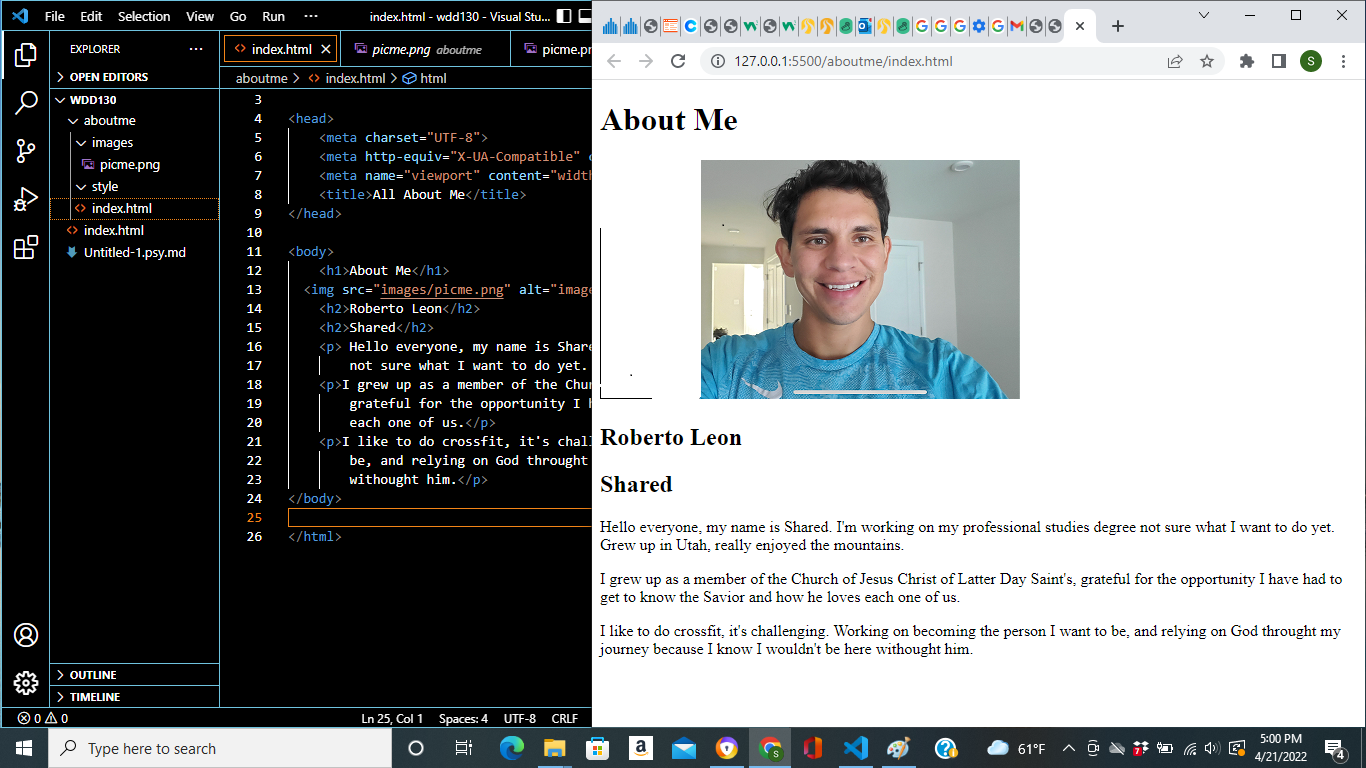 File Edit Selection View Go Run ··· index.html - wdd130 - Visual Stu...
EXPLORER ···
OPEN EDITORS
WDD130
aboutme
images
picme.png
style
index.html
index.html
Untitled-1.psy.md
OUTLINE
TIMELINE
index.html picme.png aboutme picme.pr
aboutme > index.html > html
3
4 <head>
5 <meta charset="UTF-8">
6 <meta http-equiv="X-UA-Compatible" c
7 <meta name="viewport" content="width
8 <title>All About Me</title>
9 </head>
10
11 <body>
12 <h1>About Me</h1>
13 <img src="images/picme.png" alt="image
14 <h2>Roberto Leon</h2>
15 <h2>Shared</h2>
16 <p> Hello everyone, my name is Share
17 not sure what I want to do yet.
18 <p>I grew up as a member of the Chur
19 grateful for the opportunity I h
20 each one of us.</p>
21 <p>I like to do crossfit, it's chall
22 be, and relying on God throught
23 withought him.</p>
24 </body>
25
26 </html>
0 0 Ln 25, Col 1 Spaces: 4 UTF-8 CRLF
127.0.0.1:5500/aboutme/index.html S
About Me
Roberto Leon
Shared
Hello everyone, my name is Shared. I'm working on my professional studies degree not sure what I want to do yet.
Grew up in Utah, really enjoyed the mountains.
I grew up as a member of the Church of Jesus Christ of Latter Day Saint's, grateful for the opportunity I have had to
get to know the Savior and how he loves each one of us.
I like to do crossfit, it's challenging. Working on becoming the person I want to be, and relying on God throught my
journey because I know I wouldn't be here withought him.
Type here to search
61°F
5:00 PM
4/21/2022
4